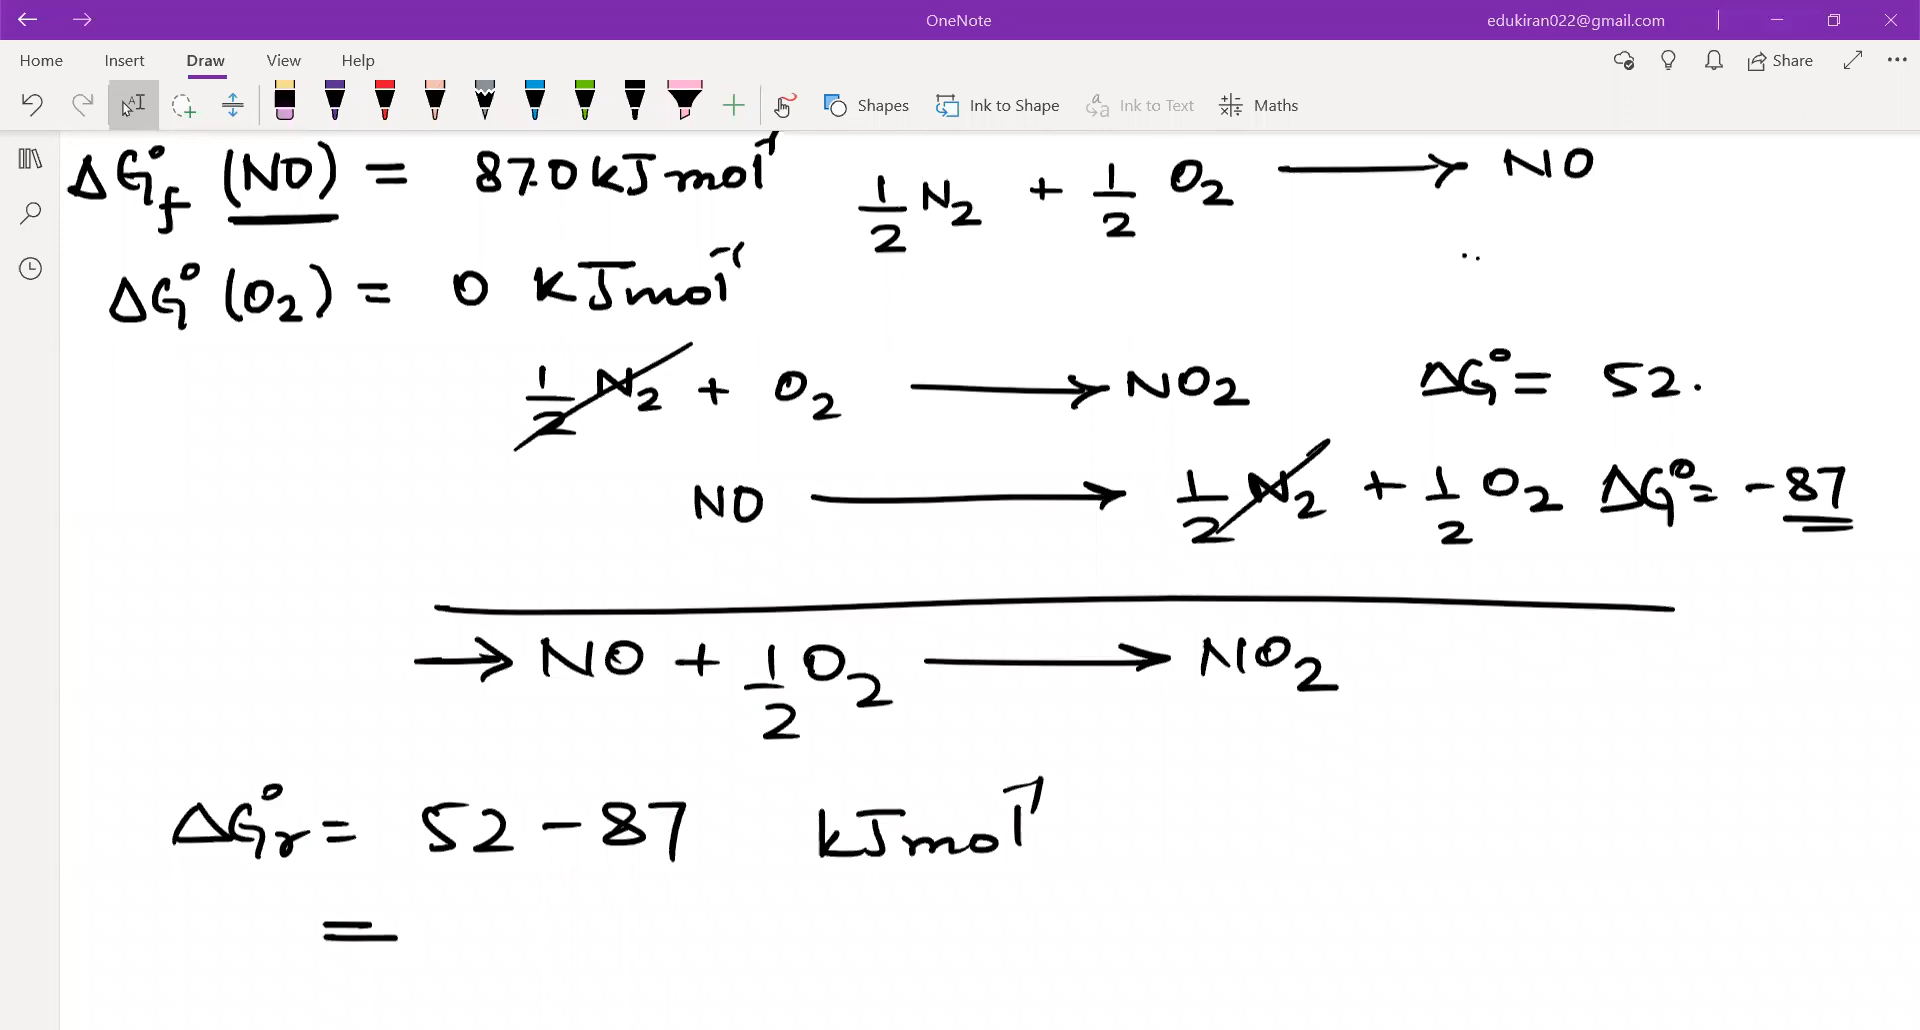 OneNote
edukiran022@gmail.com
Home Insert Draw View Help
Share
Shapes Ink to Shape Ink to Text Maths
ΔG°f (NO) = 87.0 kJ mol⁻¹ 1/2 N₂ + 1/2 O₂ ⟶ NO
ΔG° (O₂) = 0 kJ mol⁻¹
1/2 N₂ + O₂ ⟶ NO₂ ΔG° = 52.
NO ⟶ 1/2 N₂ + 1/2 O₂ ΔG° = -87
→ NO + 1/2 O₂ ⟶ NO₂
ΔG°r = 52 - 87 kJ mol⁻¹
=